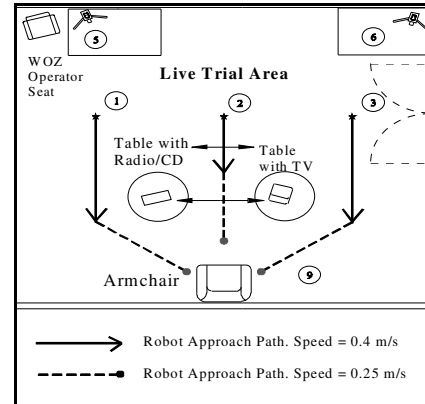 5
6
WOZ
Operator
Seat
Live Trial Area
1
2
3
Table with
Radio/CD
Table
with TV
Armchair
9
Robot Approach Path. Speed = 0.4 m/s
Robot Approach Path. Speed = 0.25 m/s